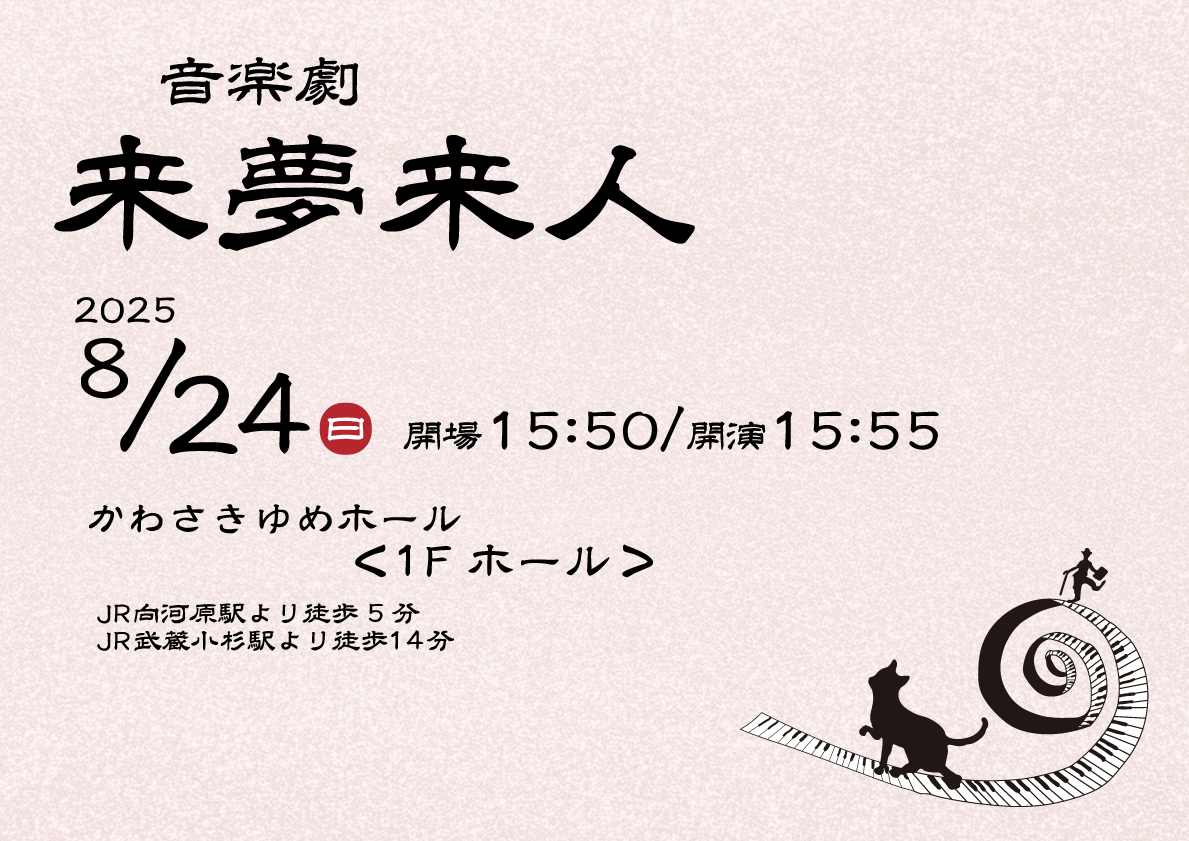 音楽劇
来夢来人
2025
8/24 日 開場15:50/開演15:55
かわさきゆめホール
<1F ホール>
JR向河原駅より徒歩5分
JR武蔵小杉駅より徒歩14分